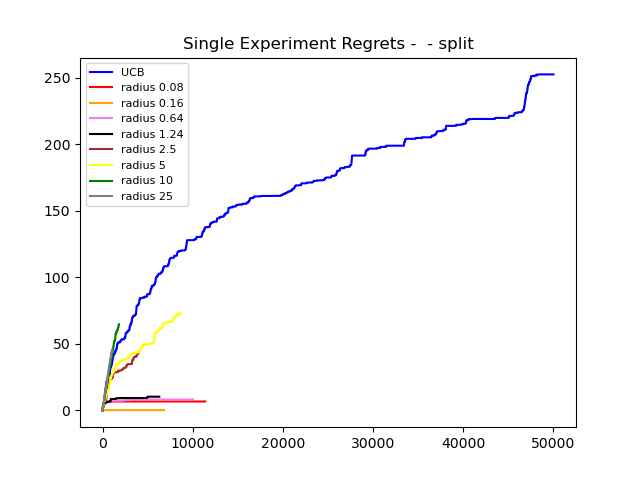 Single Experiment Regrets -  - split
UCB
radius 0.08
radius 0.16
radius 0.64
radius 1.24
radius 2.5
radius 5
radius 10
radius 25
250
200
150
100
50
0
0 10000 20000 30000 40000 50000